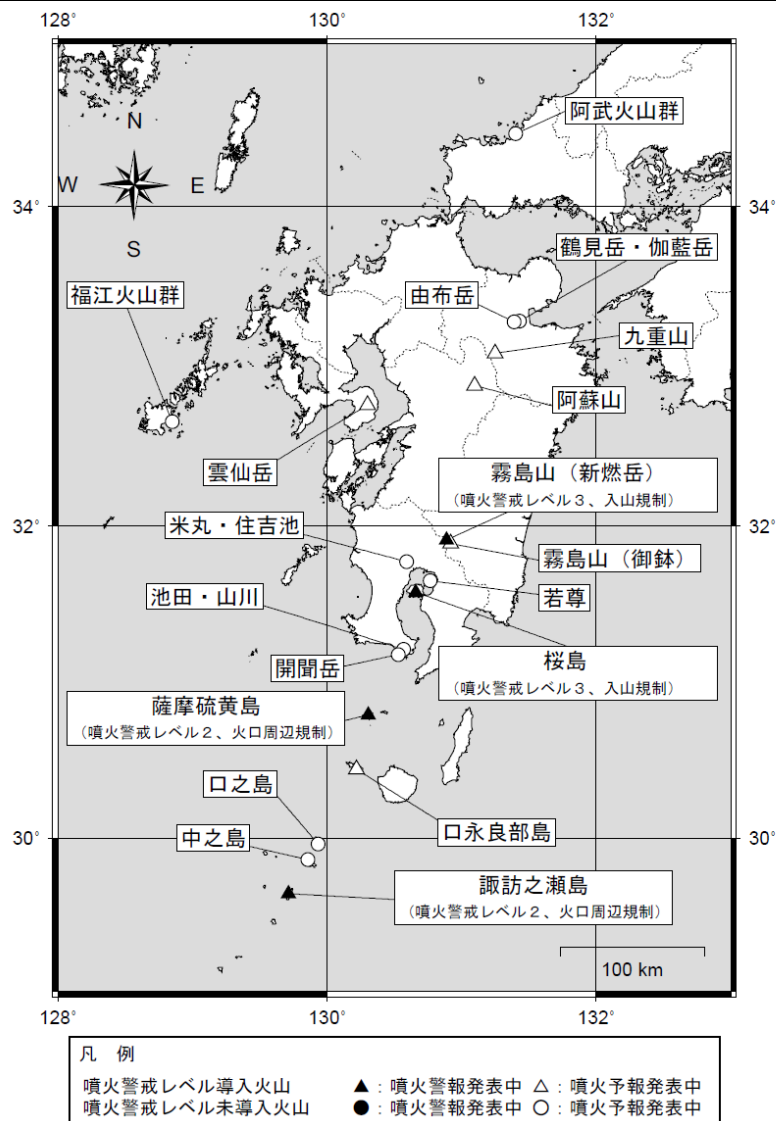 128°
130°
132°
阿武火山群
N
W
E
S
34°
34°
鶴見岳・伽藍岳
福江火山群
由布岳
九重山
阿蘇山
雲仙岳
霧島山（新燃岳）
（噴火警戒レベル３、入山規制）
米丸・住吉池
32°
32°
霧島山（御鉢）
池田・山川
若尊
開聞岳
桜島
（噴火警戒レベル３、入山規制）
薩摩硫黄島
（噴火警戒レベル２、火口周辺規制）
口之島
口永良部島
中之島
30°
30°
諏訪之瀬島
（噴火警戒レベル２、火口周辺規制）
100 km
128°
130°
132°
凡　例
噴火警戒レベル導入火山　▲：噴火警報発表中 △：噴火予報発表中
噴火警戒レベル未導入火山　●：噴火警報発表中 ○：噴火予報発表中